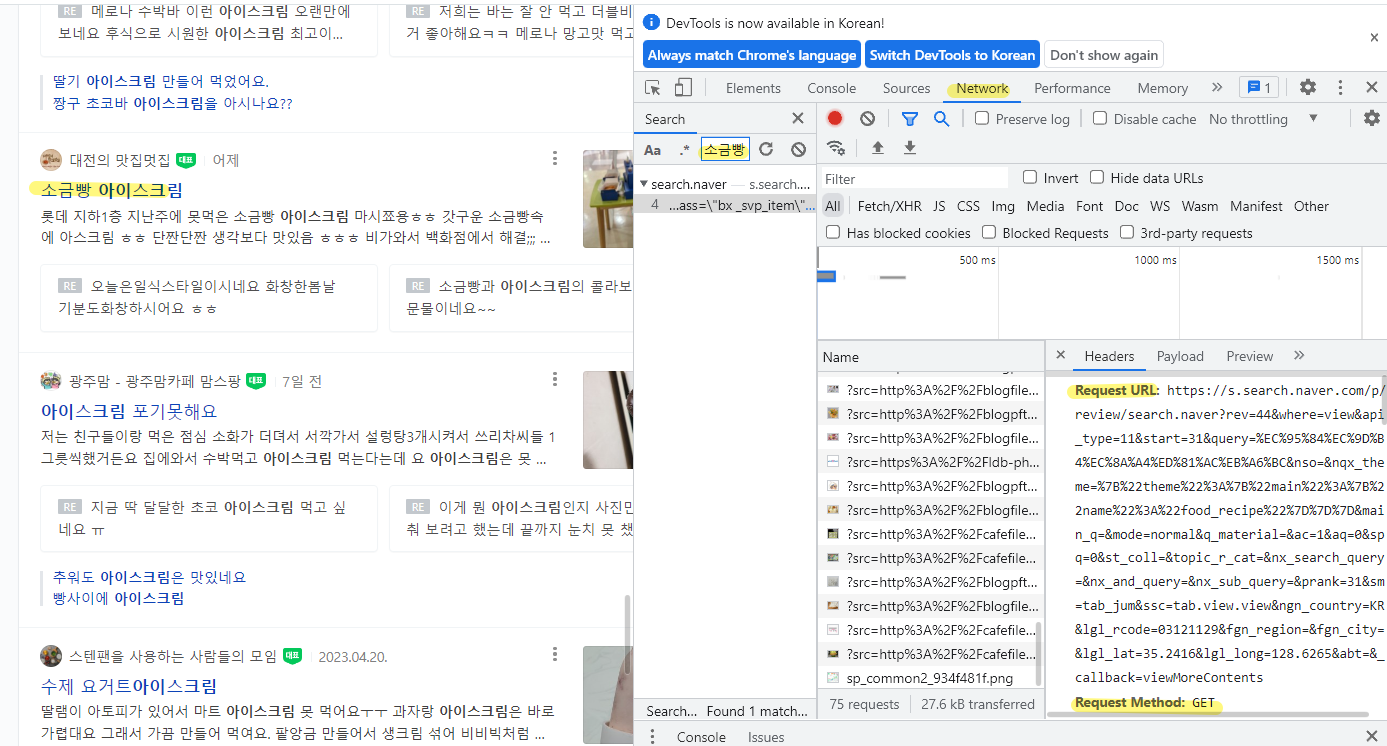 RE 메로나 수박바 이런 아이스크림 오랜만에
보네요 후식으로 시원한 아이스크림 최고이...
RE 저희는 바는 잘 안 먹고 더블비
거 좋아해요ㅋㅋ 메로나 망고맛 먹고
딸기 아이스크림 만들어 먹었어요.
짱구 초코바 아이스크림을 아시나요??
대전의 맛집멋집 대표 어제
소금빵 아이스크림
롯데 지하1층 지난주에 못먹은 소금빵 아이스크림 마시쪼용ㅎㅎ 갓구운 소금빵속
에 아스크림 ㅎㅎ 단짠단짠 생각보다 맛있음 ㅎㅎㅎ 비가와서 백화점에서 해결;;; ...
RE 오늘은일식스타일이시네요 화창한봄날
기분도화창하시어요 ㅎㅎ
RE 소금빵과 아이스크림의 콜라보
문물이네요~~
광주맘 - 광주맘카페 맘스팡 대표 7일 전
아이스크림 포기못해요
저는 친구들이랑 먹은 점심 소화가 더뎌서 서깍가서 설렁탕3개시켜서 쓰리차씨들 1
그릇씩했거든요 집에와서 수박먹고 아이스크림 먹는다는데 요 아이스크림은 못 ...
RE 지금 딱 달달한 초코 아이스크림 먹고 싶
네요 ㅠ
RE 이게 뭔 아이스크림인지 사진만
춰 보려고 했는데 끝까지 눈치 못 챘
추워도 아이스크림은 맛있네요
빵사이에 아이스크림
스텐팬을 사용하는 사람들의 모임 대표 2023.04.20.
수제 요거트아이스크림
딸램이 아토피가 있어서 마트 아이스크림 못 먹어요ㅜㅜ 과자랑 아이스크림은 바로
가렵대요 그래서 가끔 만들어 먹여요. 팥앙금 만들어서 생크림 섞어 비비빅처럼 ...
DevTools is now available in Korean!
Always match Chrome's language Switch DevTools to Korean Don't show again
Elements Console Sources Network Performance Memory 1
Search
Aa .* 소금빵
search.naver — s.search....
4 ...ass=\"bx _svp_item\"...
Search... Found 1 match...
Preserve log Disable cache No throttling
Filter Invert Hide data URLs
All Fetch/XHR JS CSS Img Media Font Doc WS Wasm Manifest Other
Has blocked cookies Blocked Requests 3rd-party requests
500 ms 1000 ms 1500 ms
Name
?src=http%3A%2F%2Fblogfile...
?src=http%3A%2F%2Fblogpft...
?src=http%3A%2F%2Fblogfile...
?src=https%3A%2F%2Fldb-ph...
?src=http%3A%2F%2Fblogpft...
?src=http%3A%2F%2Fblogfile...
?src=http%3A%2F%2Fcafefile...
?src=http%3A%2F%2Fcafefile...
?src=http%3A%2F%2Fblogpft...
?src=http%3A%2F%2Fblogfile...
?src=http%3A%2F%2Fcafefile...
?src=http%3A%2F%2Fcafefile...
sp_common2_934f481f.png
75 requests 27.6 kB transferred
Headers Payload Preview
Request URL: https://s.search.naver.com/p/
review/search.naver?rev=44&where=view&api
_type=11&start=31&query=%EC%95%84%EC%9D%B
4%EC%8A%A4%ED%81%AC%EB%A6%BC&nso=&nqx_the
me=%7B%22theme%22%3A%7B%22main%22%3A%7B%2
2name%22%3A%22food_recipe%22%7D%7D%7D&mai
n_q=&mode=normal&q_material=&ac=1&aq=0&sp
q=0&st_coll=&topic_r_cat=&nx_search_query
=&nx_and_query=&nx_sub_query=&prank=31&sm
=tab_jum&ssc=tab.view.view&ngn_country=KR
&lgl_rcode=03121129&fgn_region=&fgn_city=
&lgl_lat=35.2416&lgl_long=128.6265&abt=&_
callback=viewMoreContents
Request Method: GET
Console Issues